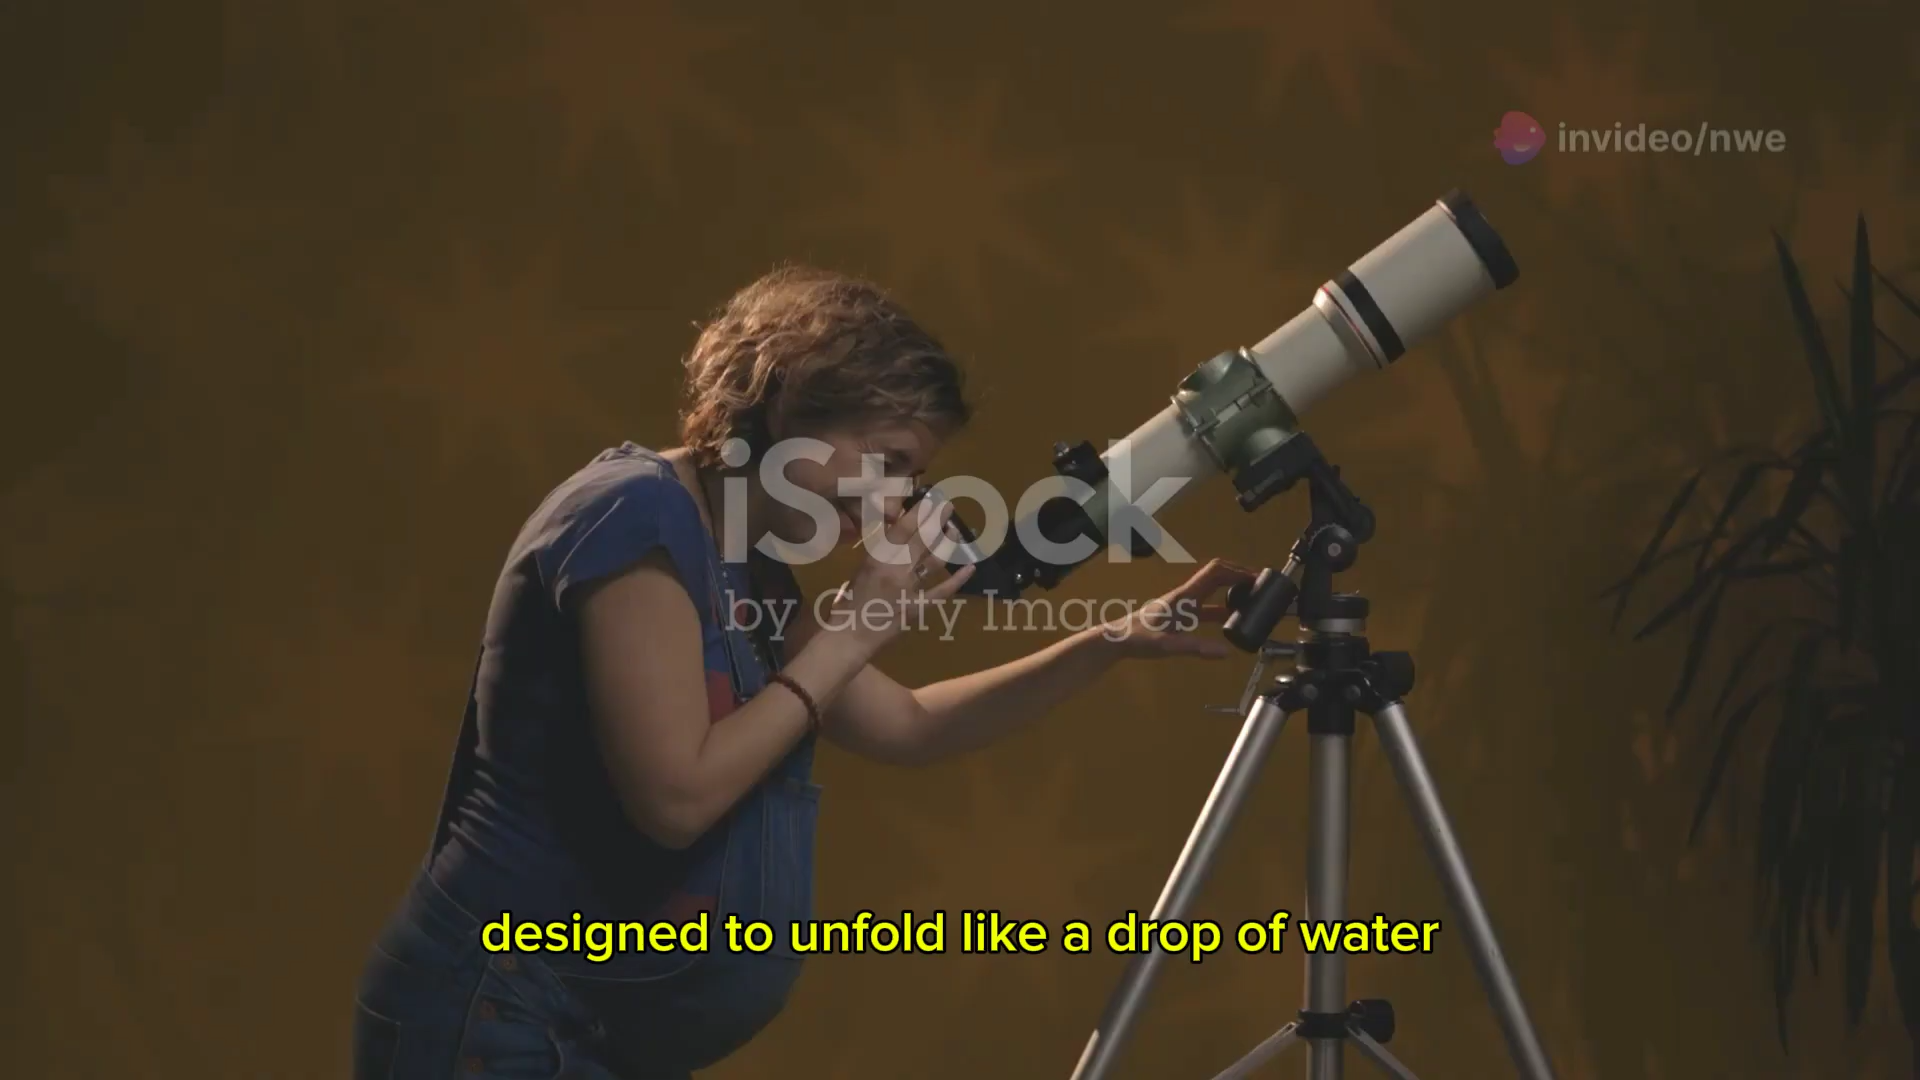 invideo/nwe
iStock
by Getty Images
designed to unfold like a drop of water